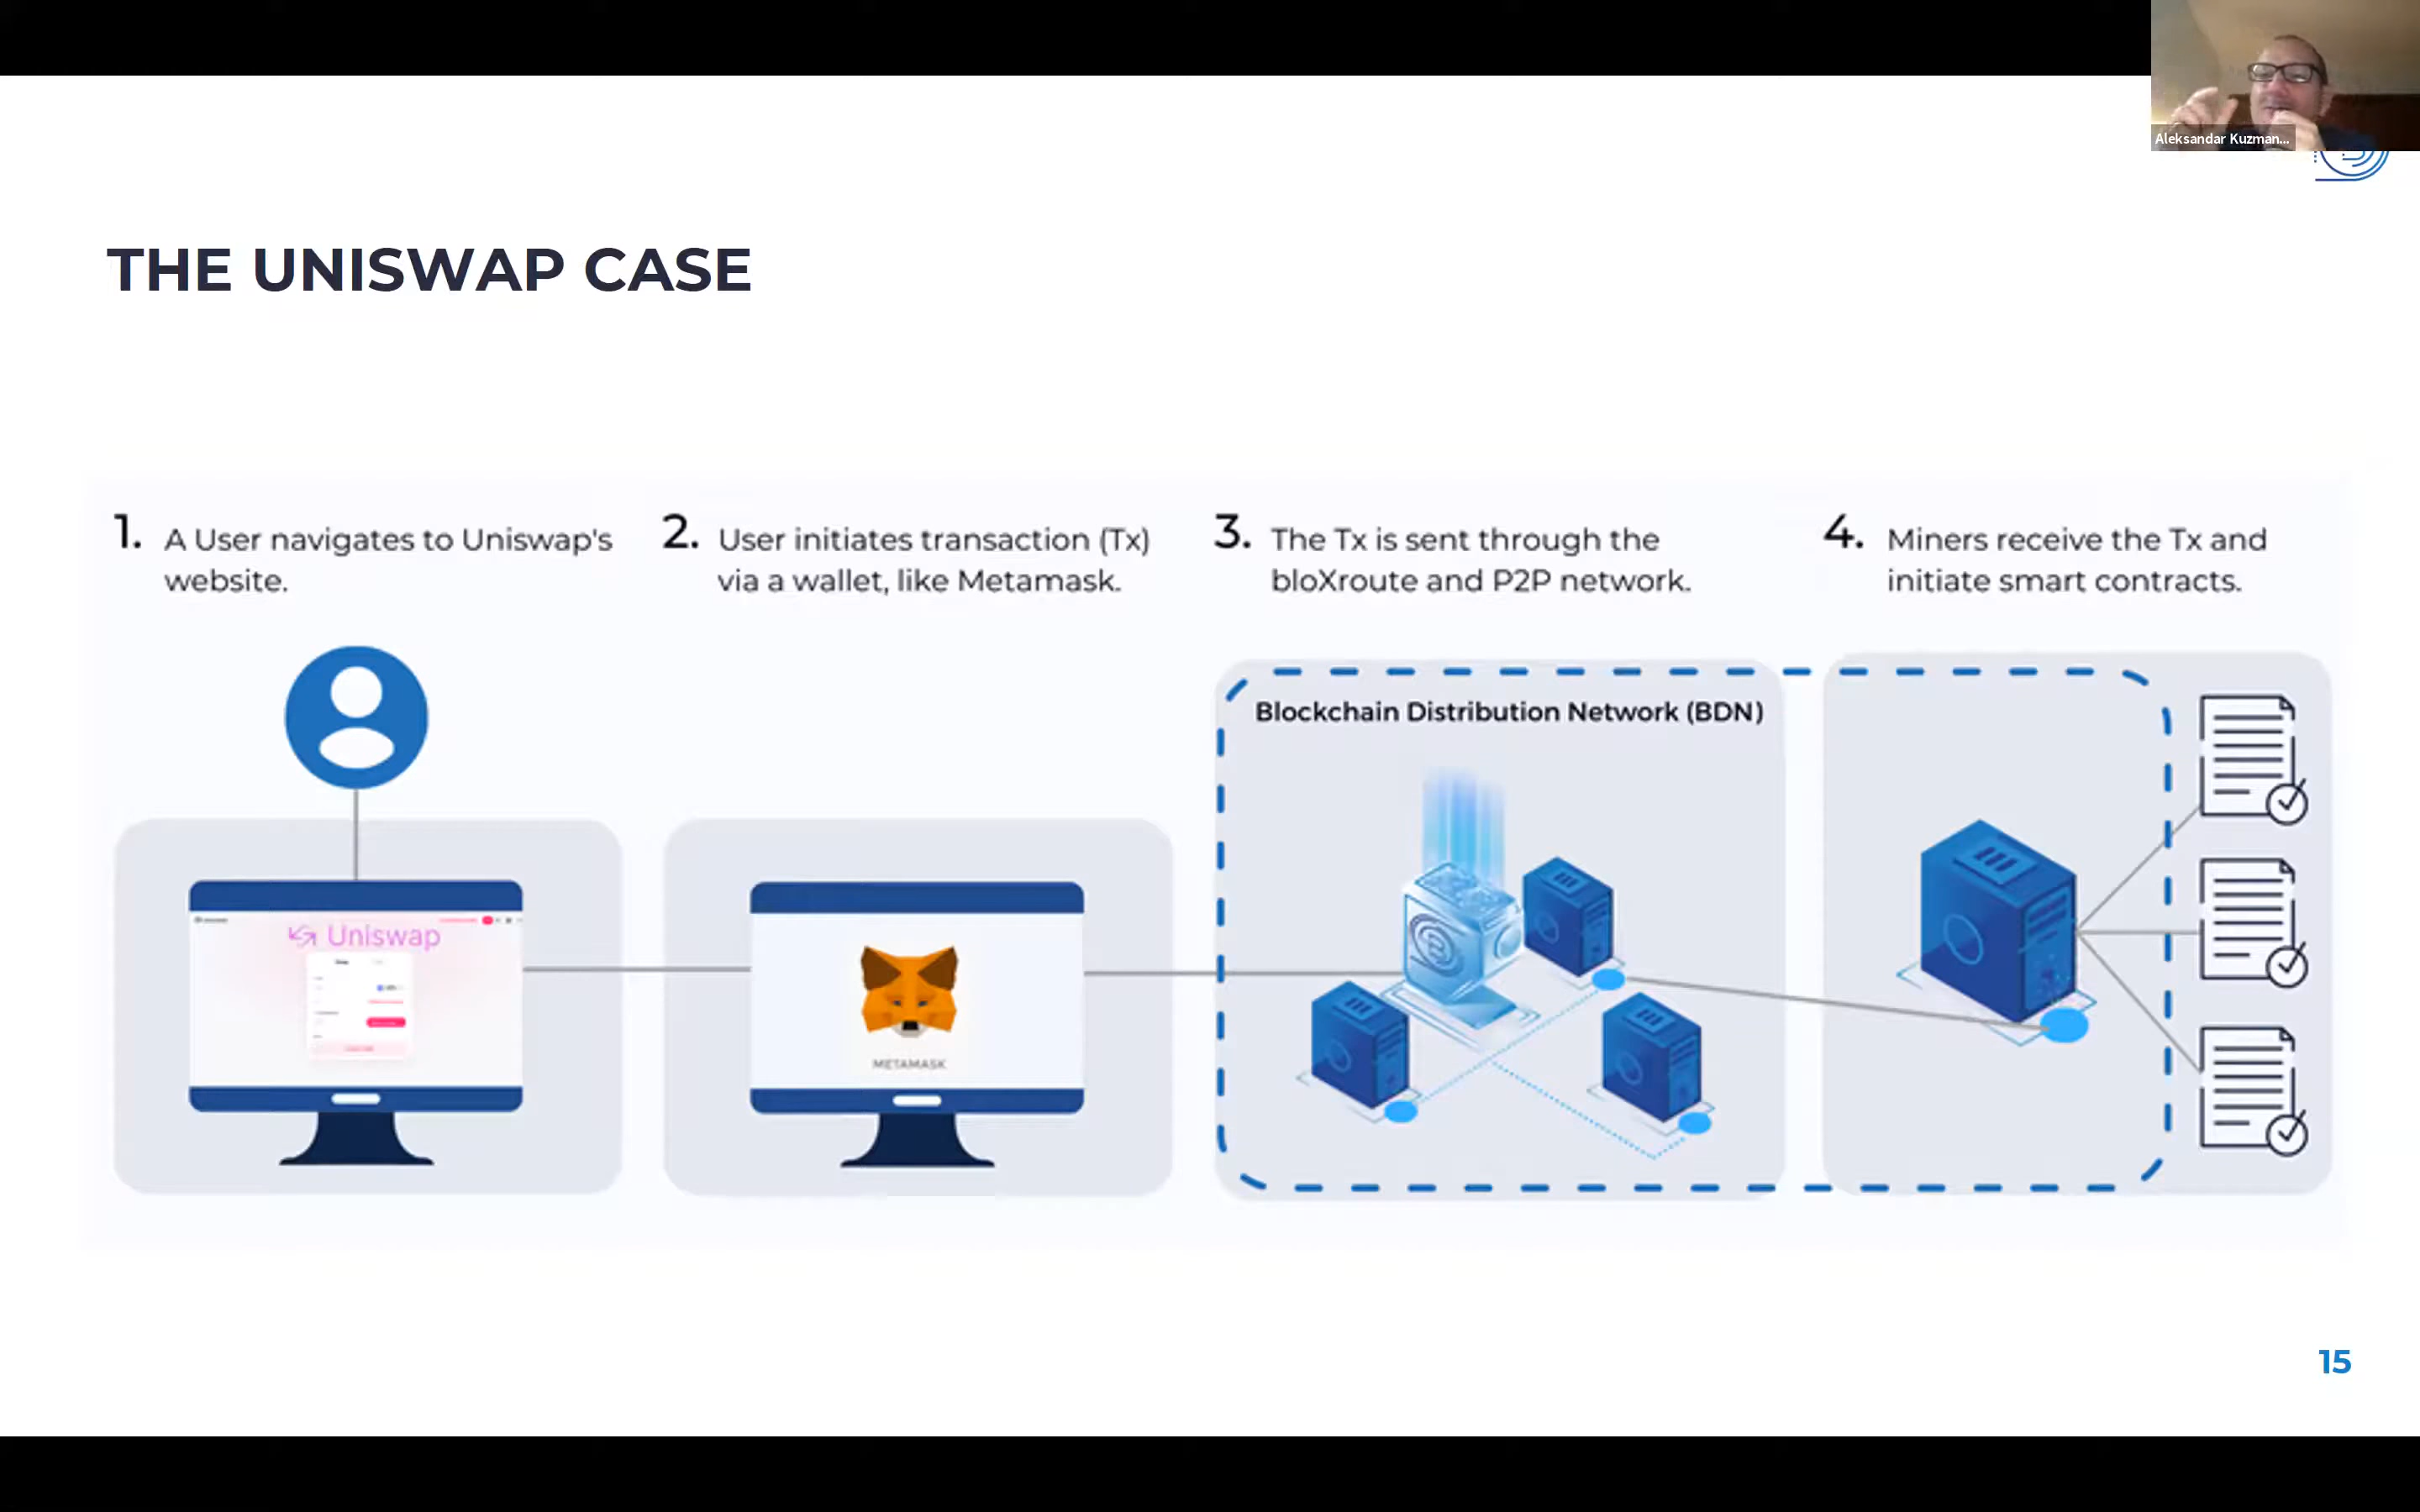 Aleksandar Kuzman...
THE UNISWAP CASE
1. A User navigates to Uniswap's
website.
2. User initiates transaction (Tx)
via a wallet, like Metamask.
3. The Tx is sent through the
bloXroute and P2P network.
4. Miners receive the Tx and
initiate smart contracts.
Blockchain Distribution Network (BDN)
Uniswap
METAMASK
15